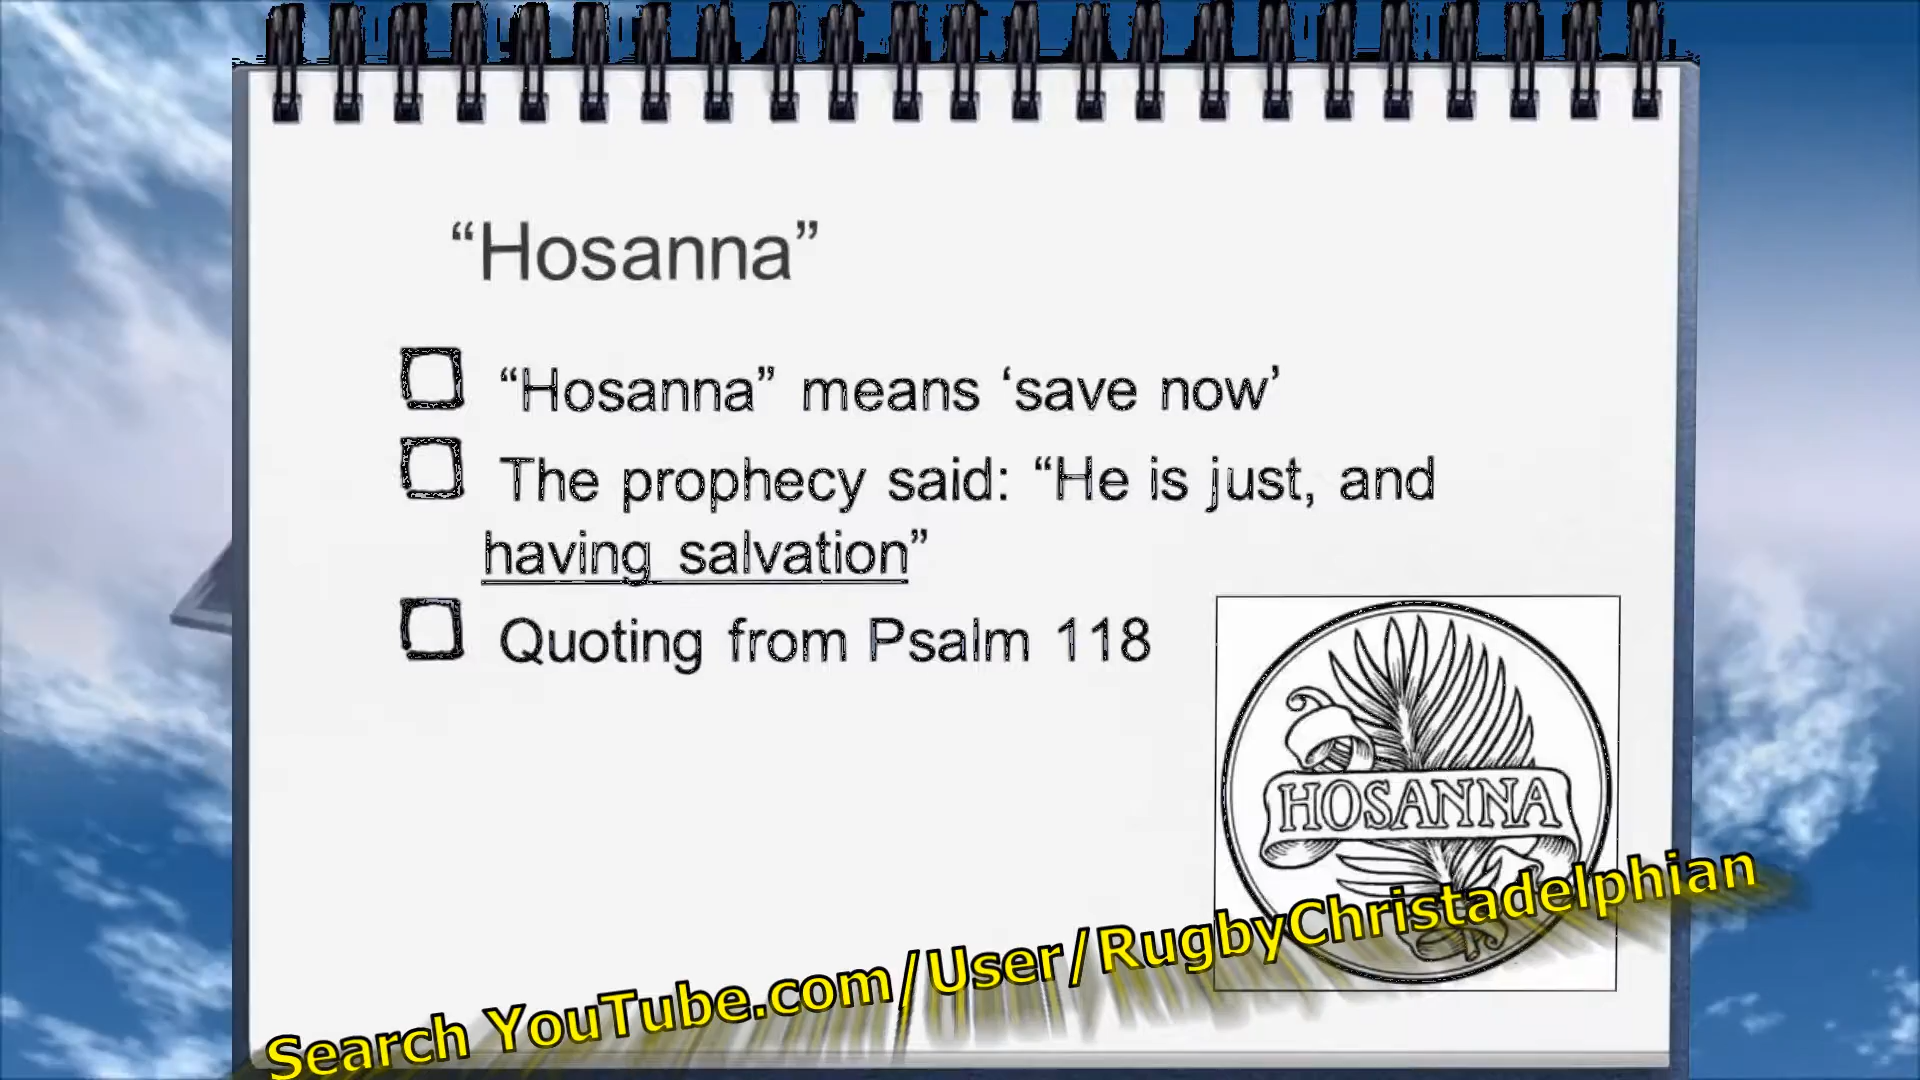 “Hosanna”
“Hosanna” means ‘save now’
The prophecy said: “He is just, and
having salvation”
Quoting from Psalm 118
HOSANNA
Search YouTube.com/User/RugbyChristadelphian